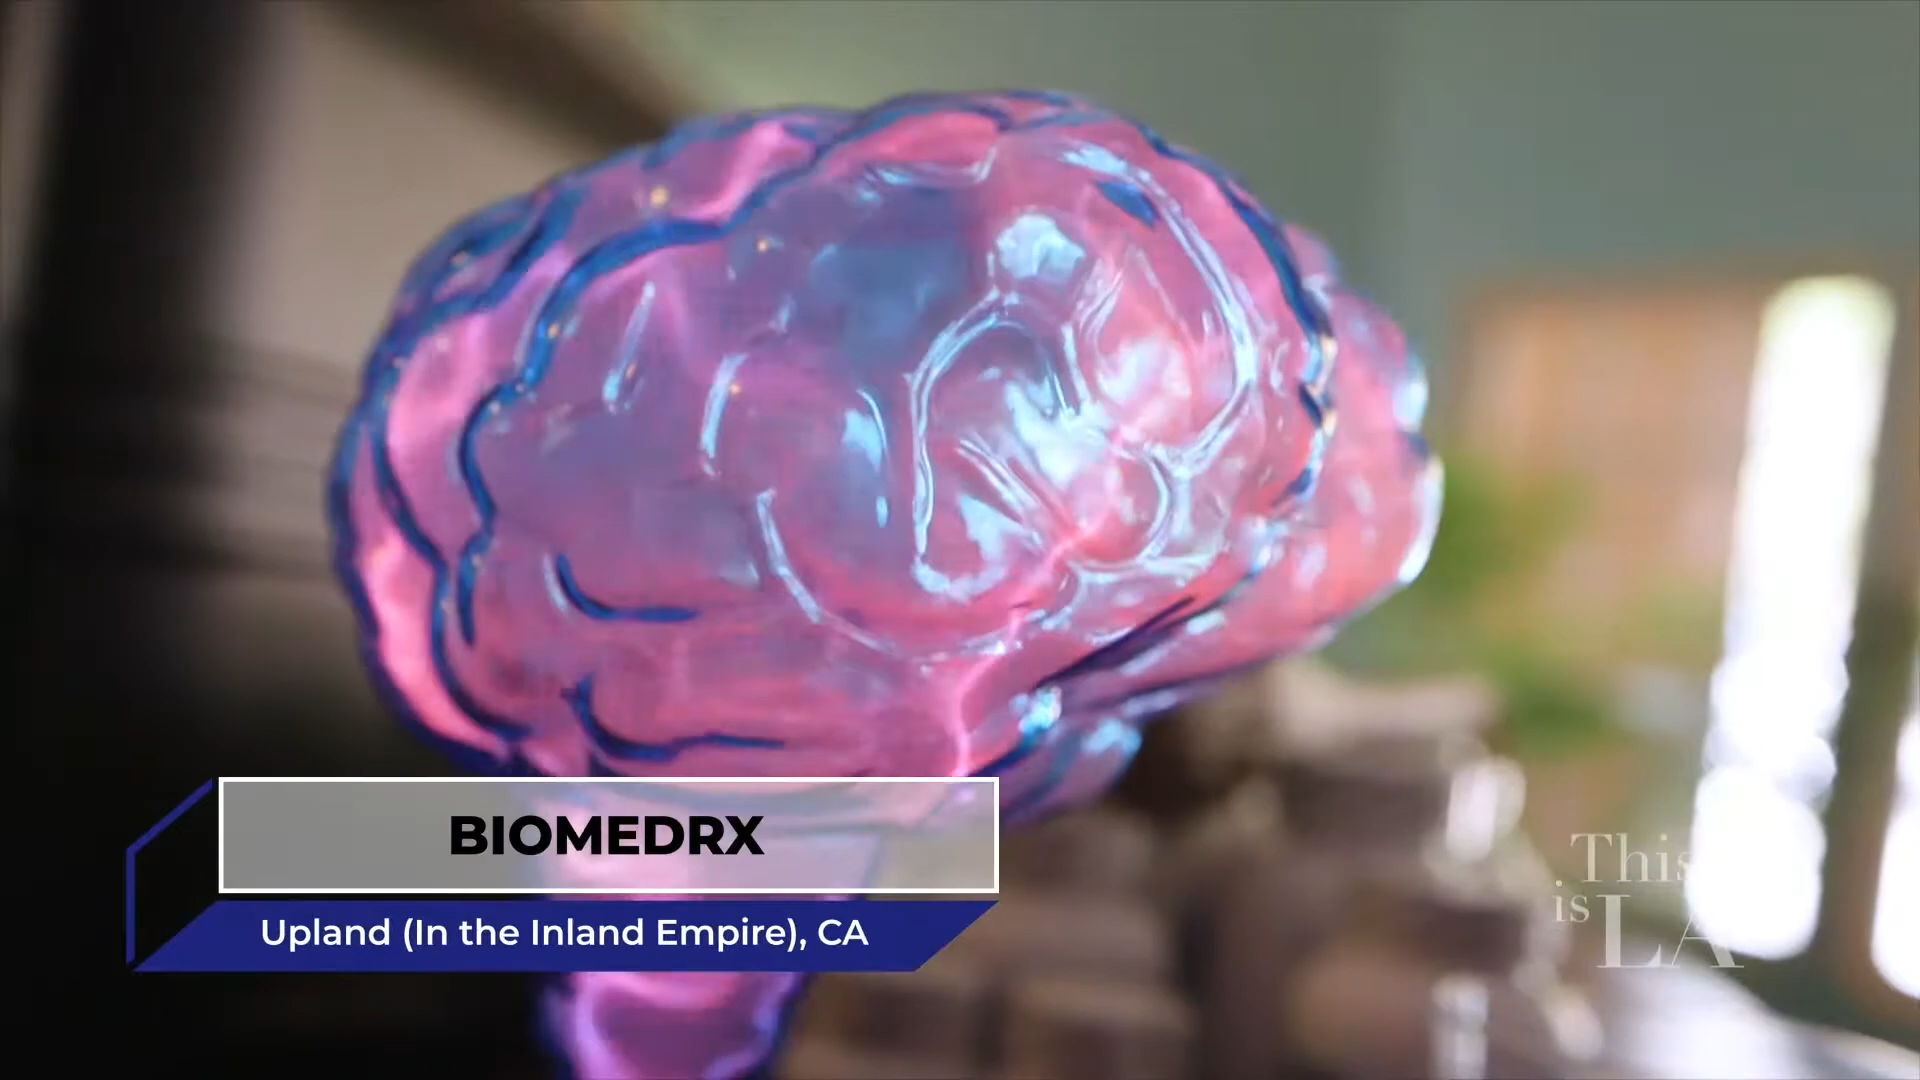 BIOMEDRX
Upland (In the Inland Empire), CA
This
is LA